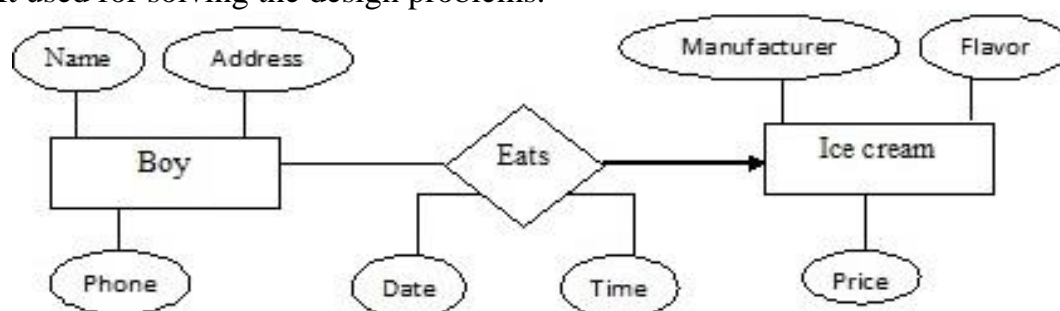 It used for solving the design problems.
Name
Address
Manufacturer
Flavor
Boy
Eats
Ice cream
Phone
Date
Time
Price